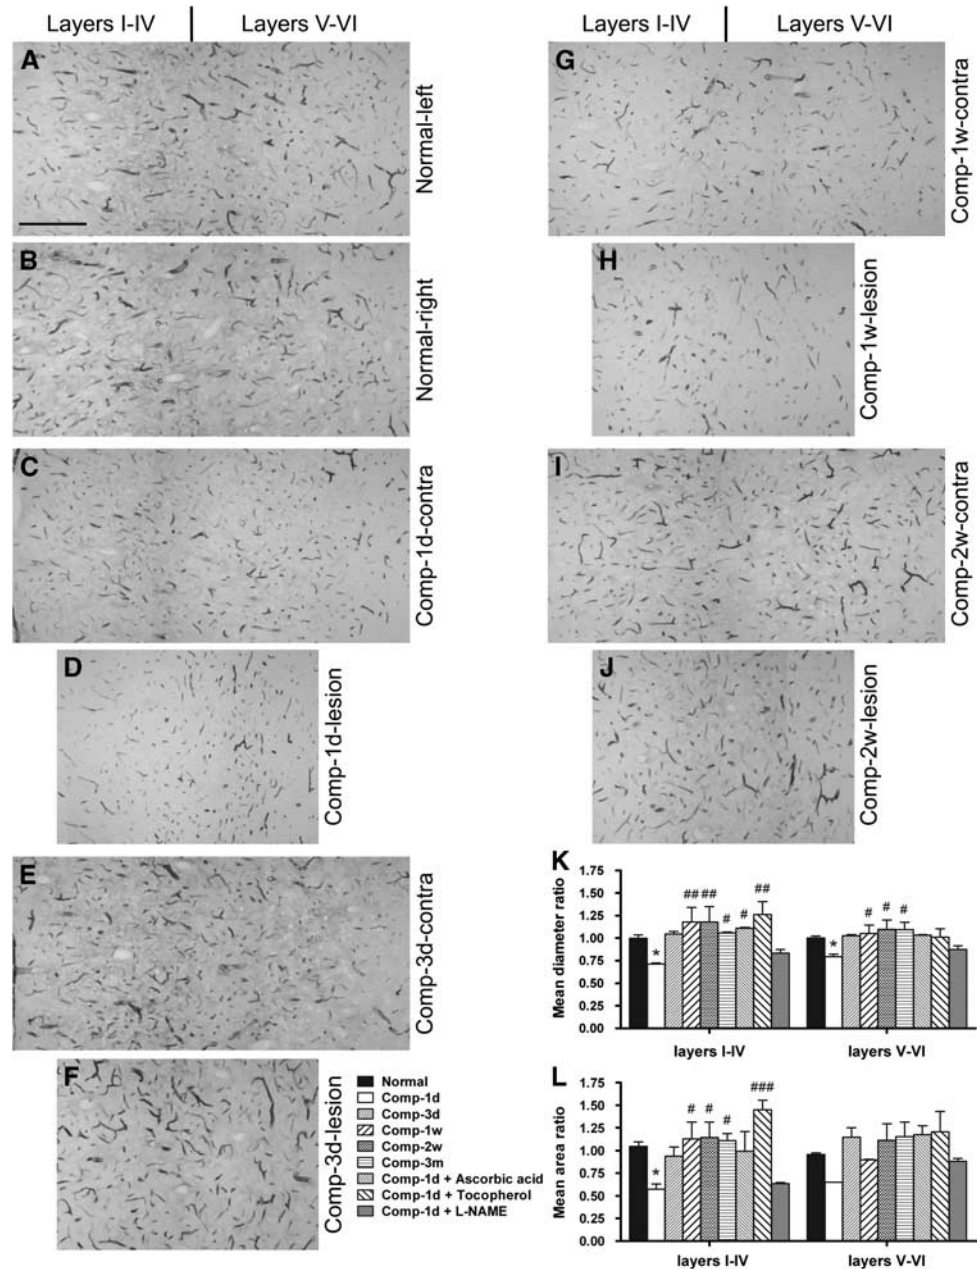 Layers I-IV
Layers V-VI
A
Normal-left
B
Normal-right
C
Comp-1d-contra
D
Comp-1d-lesion
E
Comp-3d-contra
F
Comp-3d-lesion
Normal
Comp-1d
Comp-3d
Comp-1w
Comp-2w
Comp-3m
Comp-1d + Ascorbic acid
Comp-1d + Tocopherol
Comp-1d + L-NAME
Layers I-IV
Layers V-VI
G
Comp-1w-contra
H
Comp-1w-lesion
I
Comp-2w-contra
J
Comp-2w-lesion
K
Mean diameter ratio
1.75
1.50
1.25
1.00
0.75
0.50
0.25
0.00
* ## ## # # ##
* # # #
layers I-IV
layers V-VI
L
Mean area ratio
1.75
1.50
1.25
1.00
0.75
0.50
0.25
0.00
* # # # ###
layers I-IV
layers V-VI